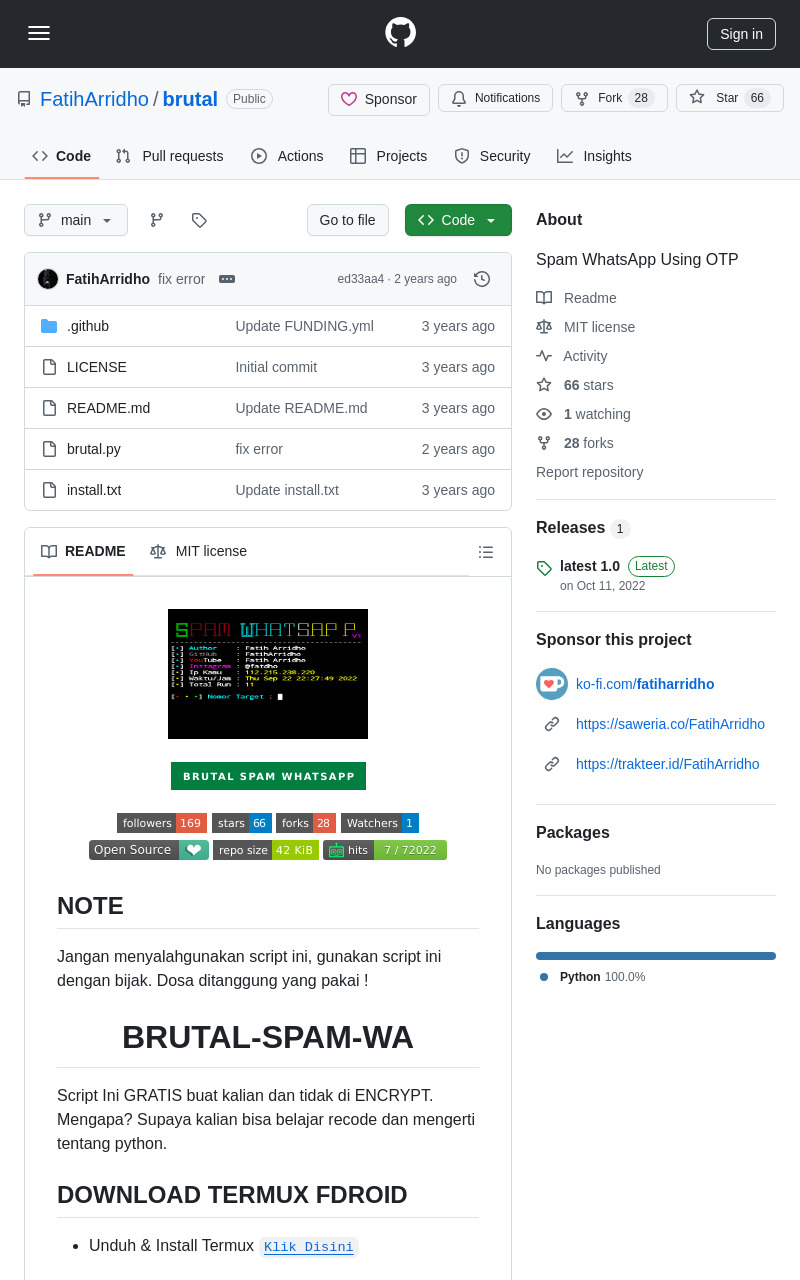 Sign in
FatihArridho / brutal Public
Sponsor
Notifications
Fork 28
Star 66
Code
Pull requests
Actions
Projects
Security
Insights
main
Go to file
Code
FatihArridho fix error
ed33aa4 · 2 years ago
.github Update FUNDING.yml 3 years ago
LICENSE Initial commit 3 years ago
README.md Update README.md 3 years ago
brutal.py fix error 2 years ago
install.txt Update install.txt 3 years ago
README
MIT license
SPAM WHATSAPP V1
[+] Author : Fatih Arridho
[+] GitHub : FatihArridho
[+] YouTube : Fatih Arridho
[+] Instagram : @fatdho
[+] Ip Kamu : 112.215.238.220
[+] Waktu/Jam : Thu Sep 22 22:27:49 2022
[+] Total Run : 11
Nomor Target :
BRUTAL SPAM WHATSAPP
followers 169 stars 66 forks 28 Watchers 1
Open Source repo size 42 KiB hits 7 / 72022
NOTE
Jangan menyalahgunakan script ini, gunakan script ini
dengan bijak. Dosa ditanggung yang pakai !
BRUTAL-SPAM-WA
Script Ini GRATIS buat kalian dan tidak di ENCRYPT.
Mengapa? Supaya kalian bisa belajar recode dan mengerti
tentang python.
DOWNLOAD TERMUX FDROID
Unduh & Install Termux Klik Disini
About
Spam WhatsApp Using OTP
Readme
MIT license
Activity
66 stars
1 watching
28 forks
Report repository
Releases 1
latest 1.0 Latest
on Oct 11, 2022
Sponsor this project
ko-fi.com/fatiharridho
https://saweria.co/FatihArridho
https://trakteer.id/FatihArridho
Packages
No packages published
Languages
Python 100.0%